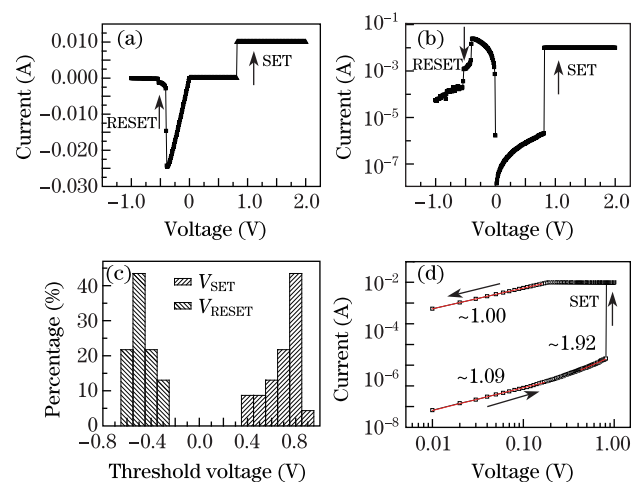 (a)
SET
RESET
0.010
0.000
-0.010
-0.020
-0.030
Current (A)
-1.0
0
1.0
2.0
Voltage (V)
(b)
RESET
SET
10⁻¹
10⁻³
10⁻⁵
10⁻⁷
Current (A)
-1.0
0
1.0
2.0
Voltage (V)
(c)
V_SET
V_RESET
40
30
20
10
0
Percentage (%)
-0.8
-0.4
0.0
0.4
0.8
Threshold voltage (V)
(d)
SET
~1.00
~1.92
~1.09
10⁻²
10⁻⁴
10⁻⁶
10⁻⁸
Current (A)
0.01
0.10
1.00
Voltage (V)